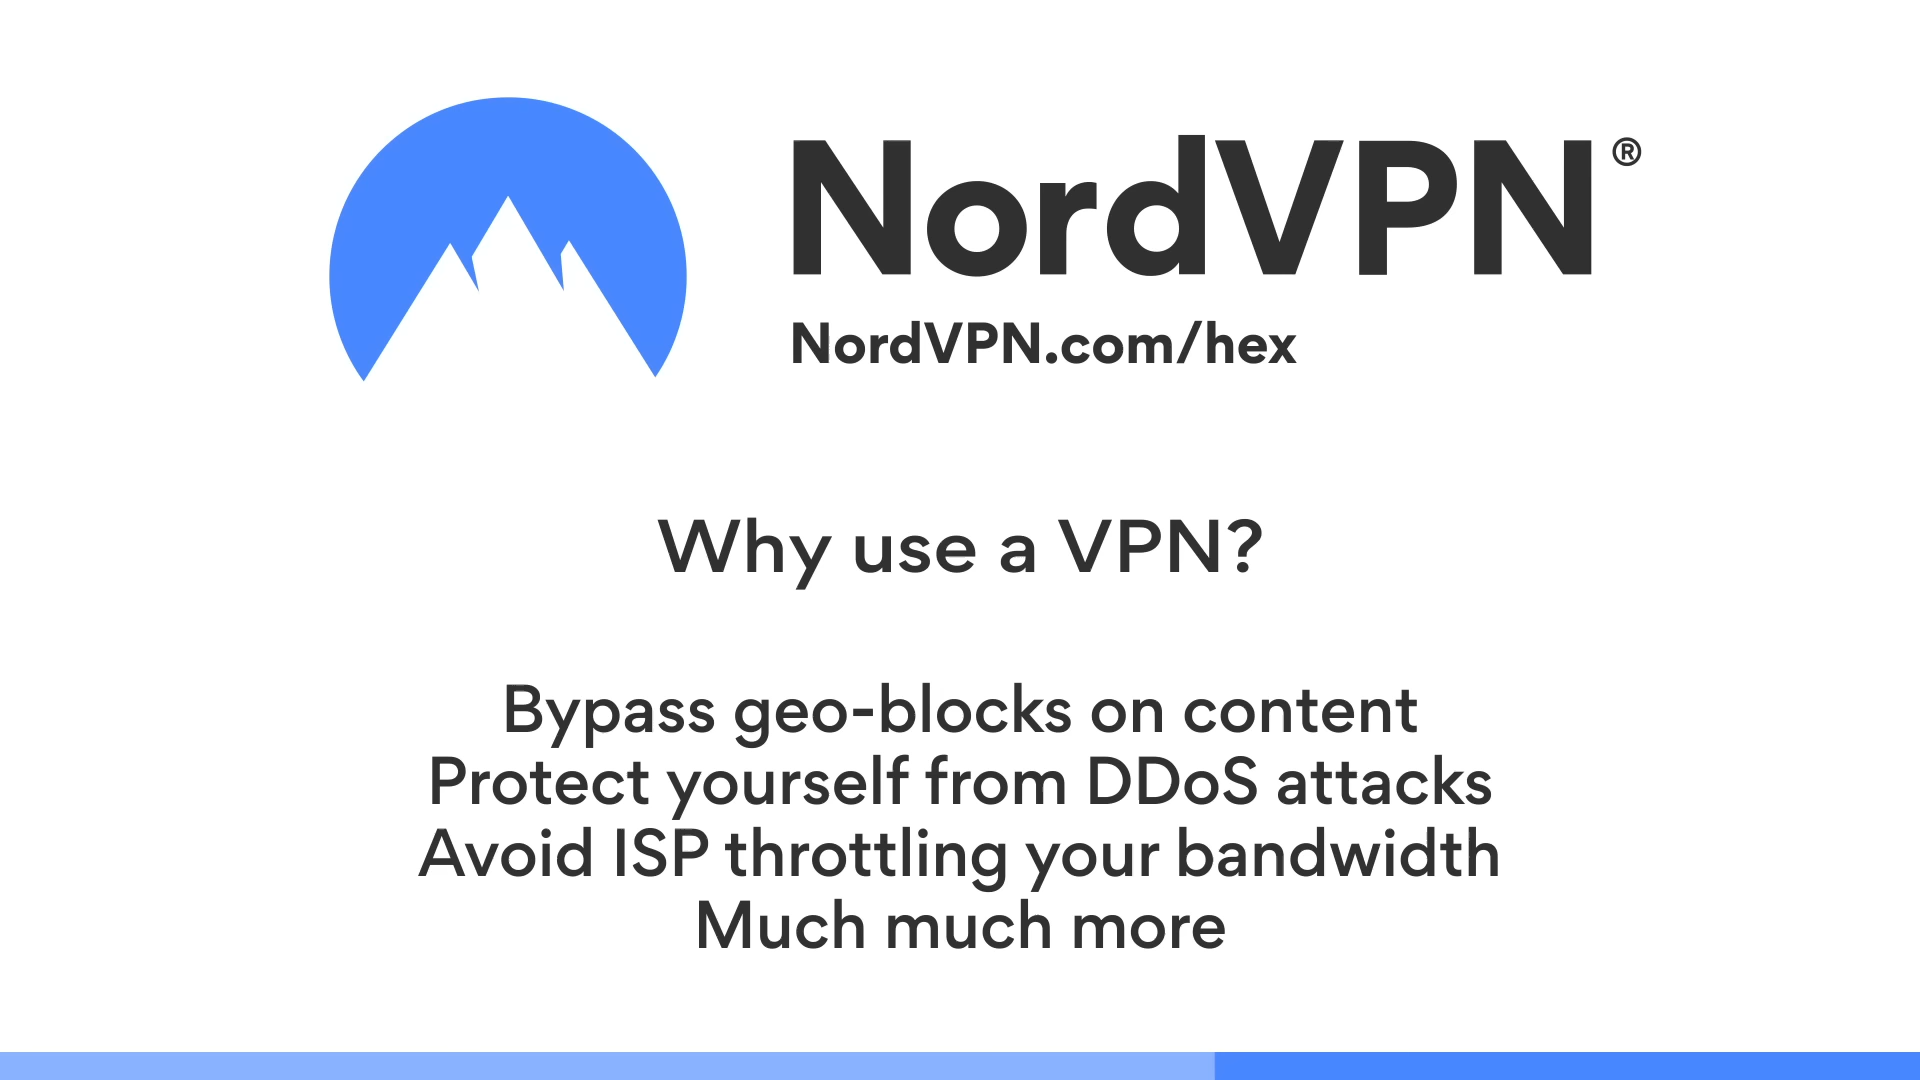 NordVPN®
NordVPN.com/hex
Why use a VPN?
Bypass geo-blocks on content
Protect yourself from DDoS attacks
Avoid ISP throttling your bandwidth
Much much more